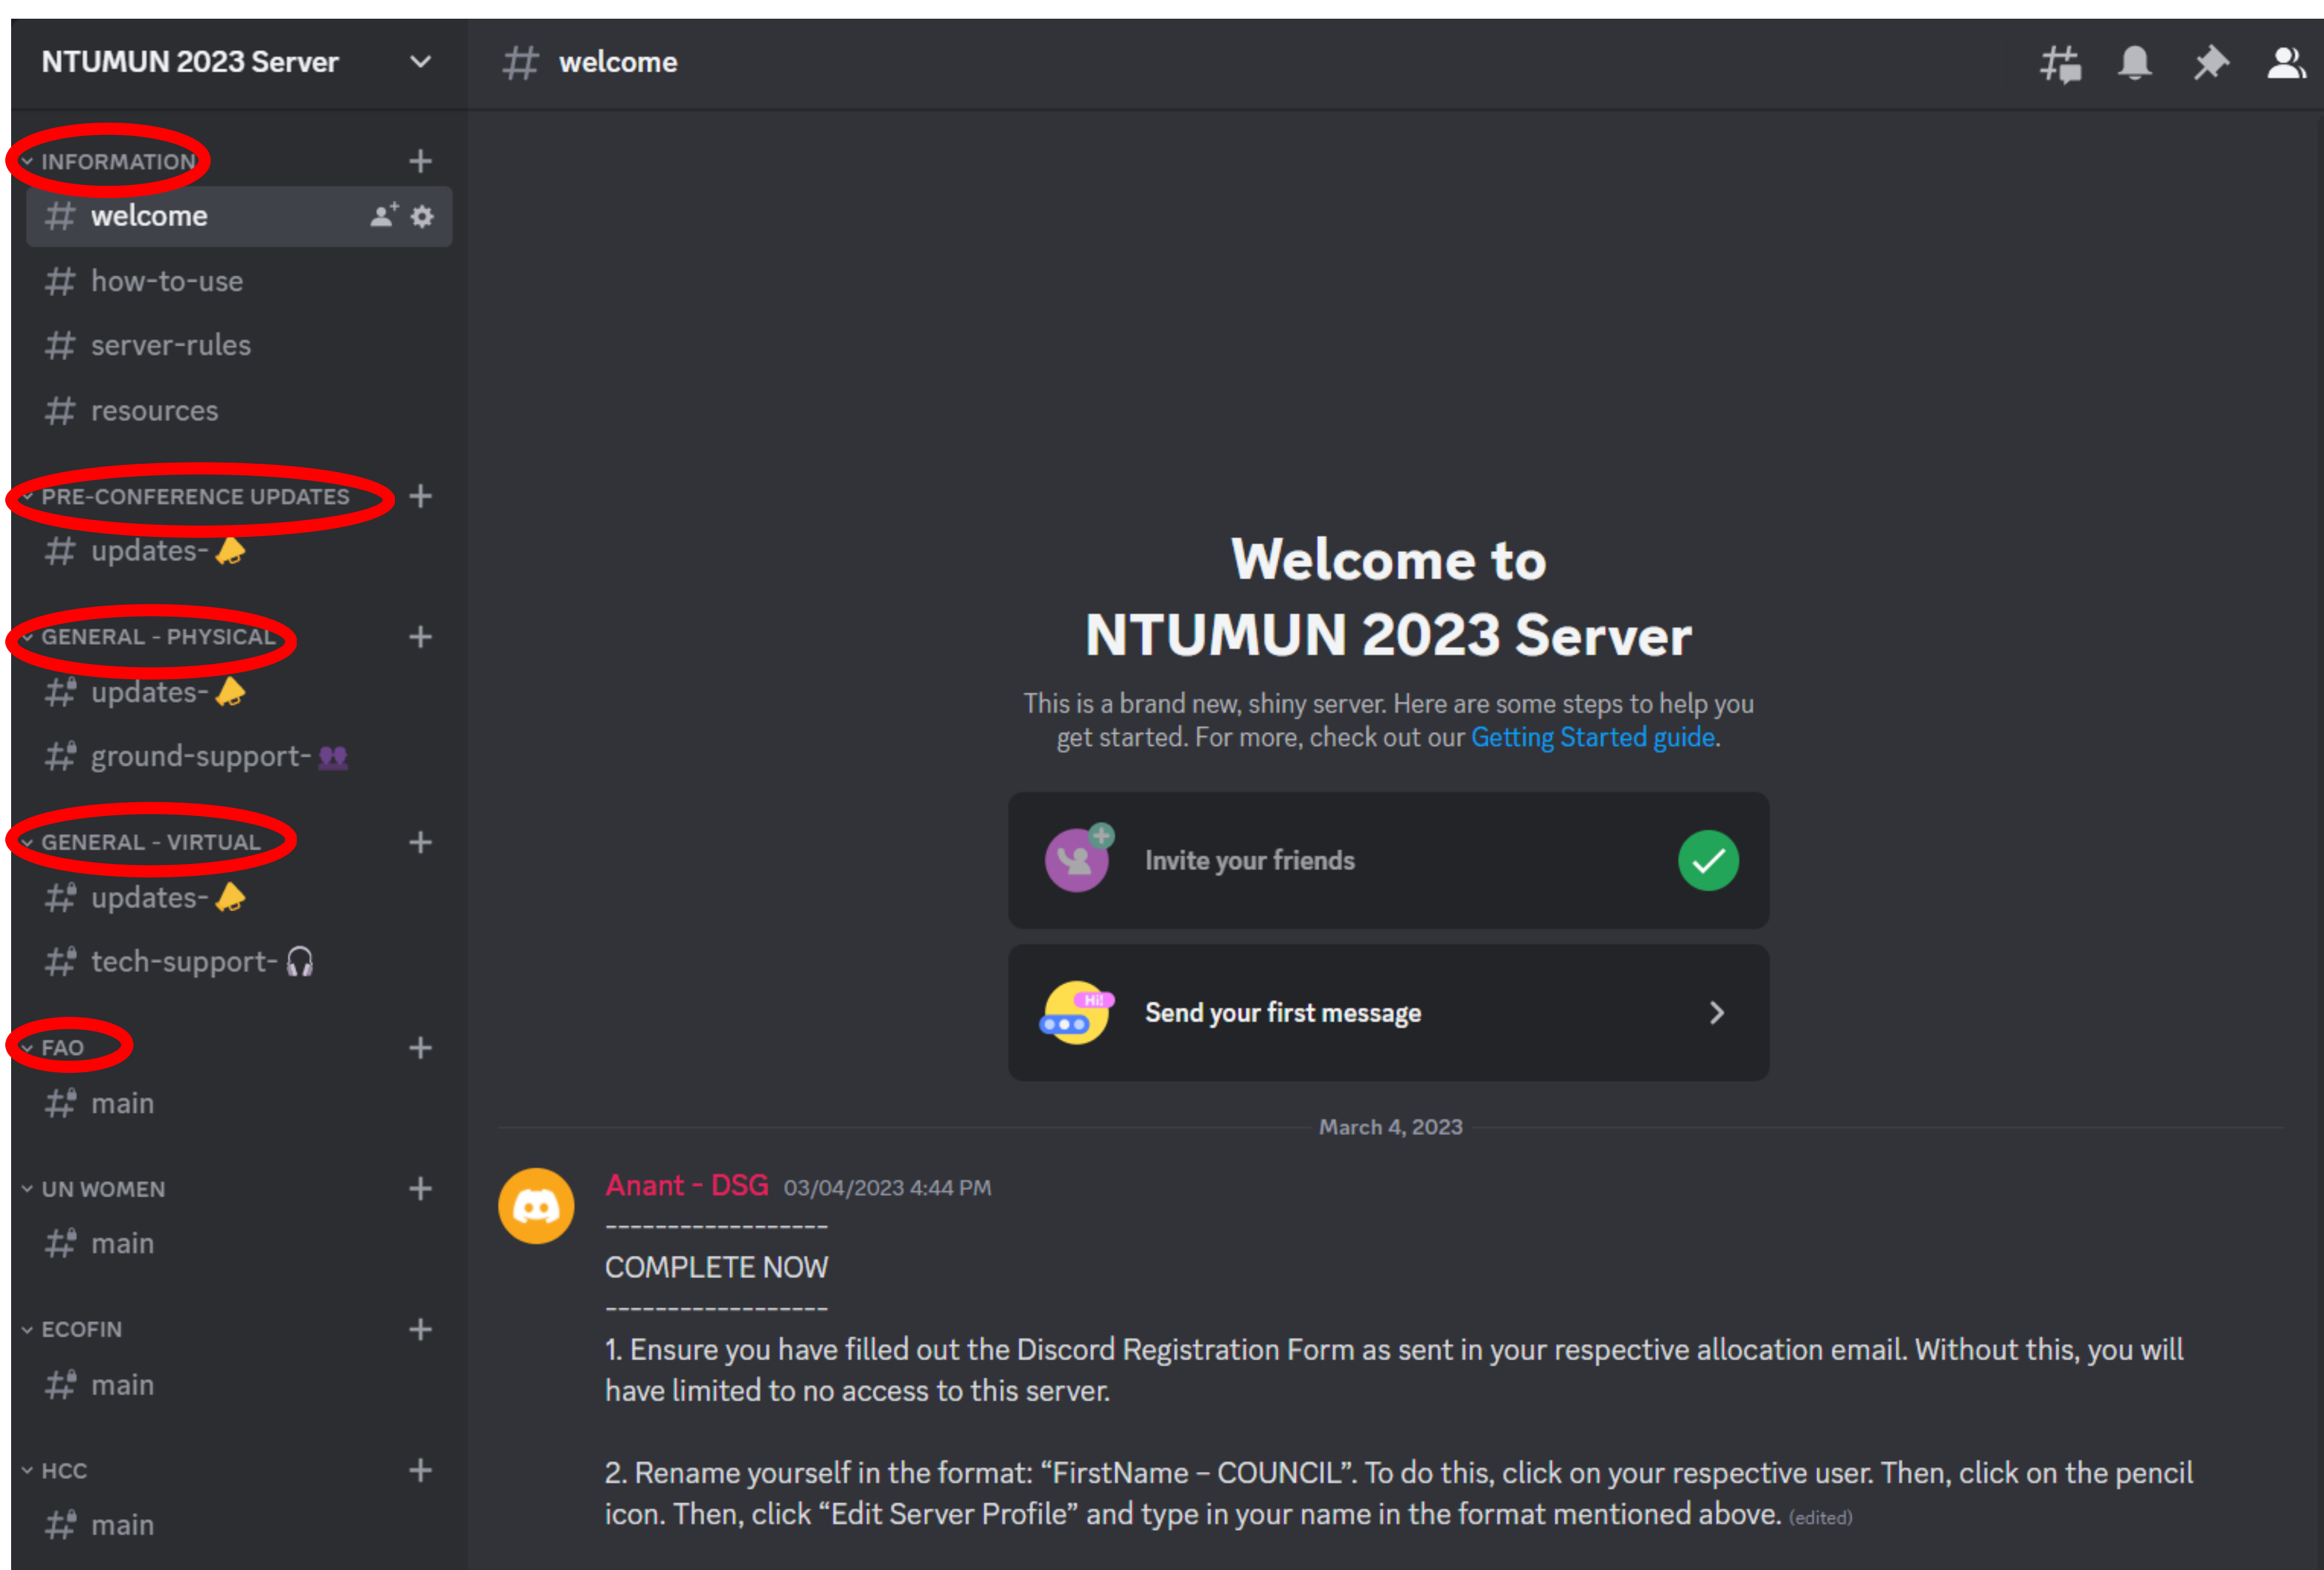 NTUMUN 2023 Server
INFORMATION
welcome
how-to-use
server-rules
resources
PRE-CONFERENCE UPDATES
updates-
GENERAL - PHYSICAL
updates-
ground-support-
GENERAL - VIRTUAL
updates-
tech-support-
FAO
main
UN WOMEN
main
ECOFIN
main
HCC
main
welcome
Welcome to
NTUMUN 2023 Server
This is a brand new, shiny server. Here are some steps to help you
get started. For more, check out our Getting Started guide.
Invite your friends
Hi!
Send your first message
March 4, 2023
Anant - DSG 03/04/2023 4:44 PM
------------------
COMPLETE NOW
------------------
1. Ensure you have filled out the Discord Registration Form as sent in your respective allocation email. Without this, you will
have limited to no access to this server.
2. Rename yourself in the format: “FirstName – COUNCIL”. To do this, click on your respective user. Then, click on the pencil
icon. Then, click “Edit Server Profile” and type in your name in the format mentioned above. (edited)